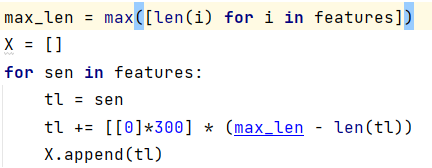 max_len = max([len(i) for i in features])
X = []
for sen in features:
    tl = sen
    tl += [[0]*300] * (max_len - len(tl))
    X.append(tl)